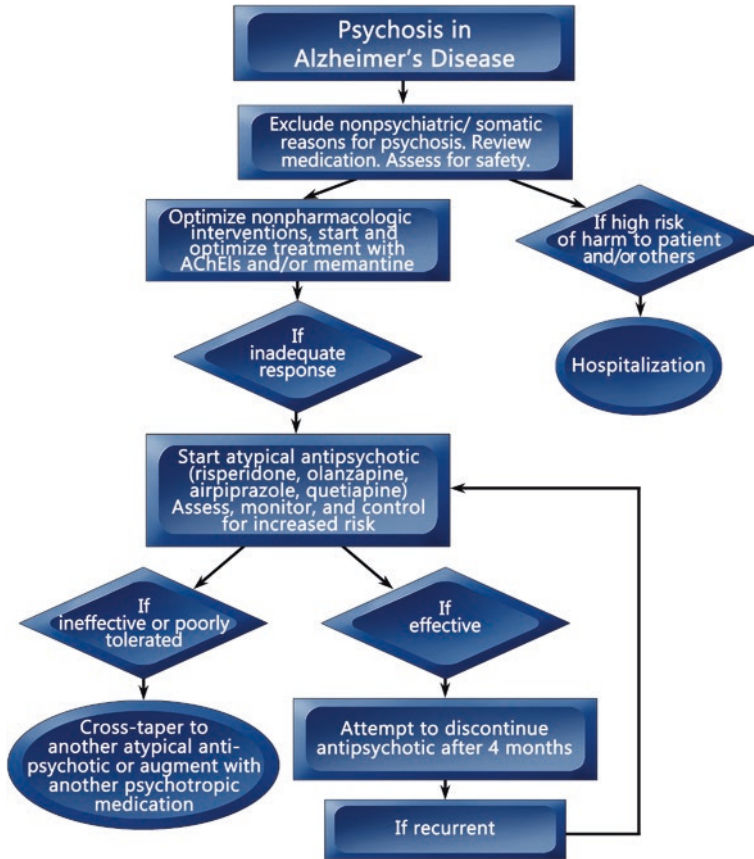 Psychosis in
Alzheimer's Disease
Exclude nonpsychiatric/ somatic
reasons for psychosis. Review
medication. Assess for safety.
Optimize nonpharmacologic
interventions, start and
optimize treatment with
AChEIs and/or memantine
If high risk
of harm to patient
and/or others
If
inadequate
response
Hospitalization
Start atypical antipsychotic
(risperidone, olanzapine,
airpiprazole, quetiapine)
Assess, monitor, and control
for increased risk
If
ineffective or poorly
tolerated
If
effective
Cross-taper to
another atypical anti-
psychotic or augment with
another psychotropic
medication
Attempt to discontinue
antipsychotic after 4 months
If recurrent